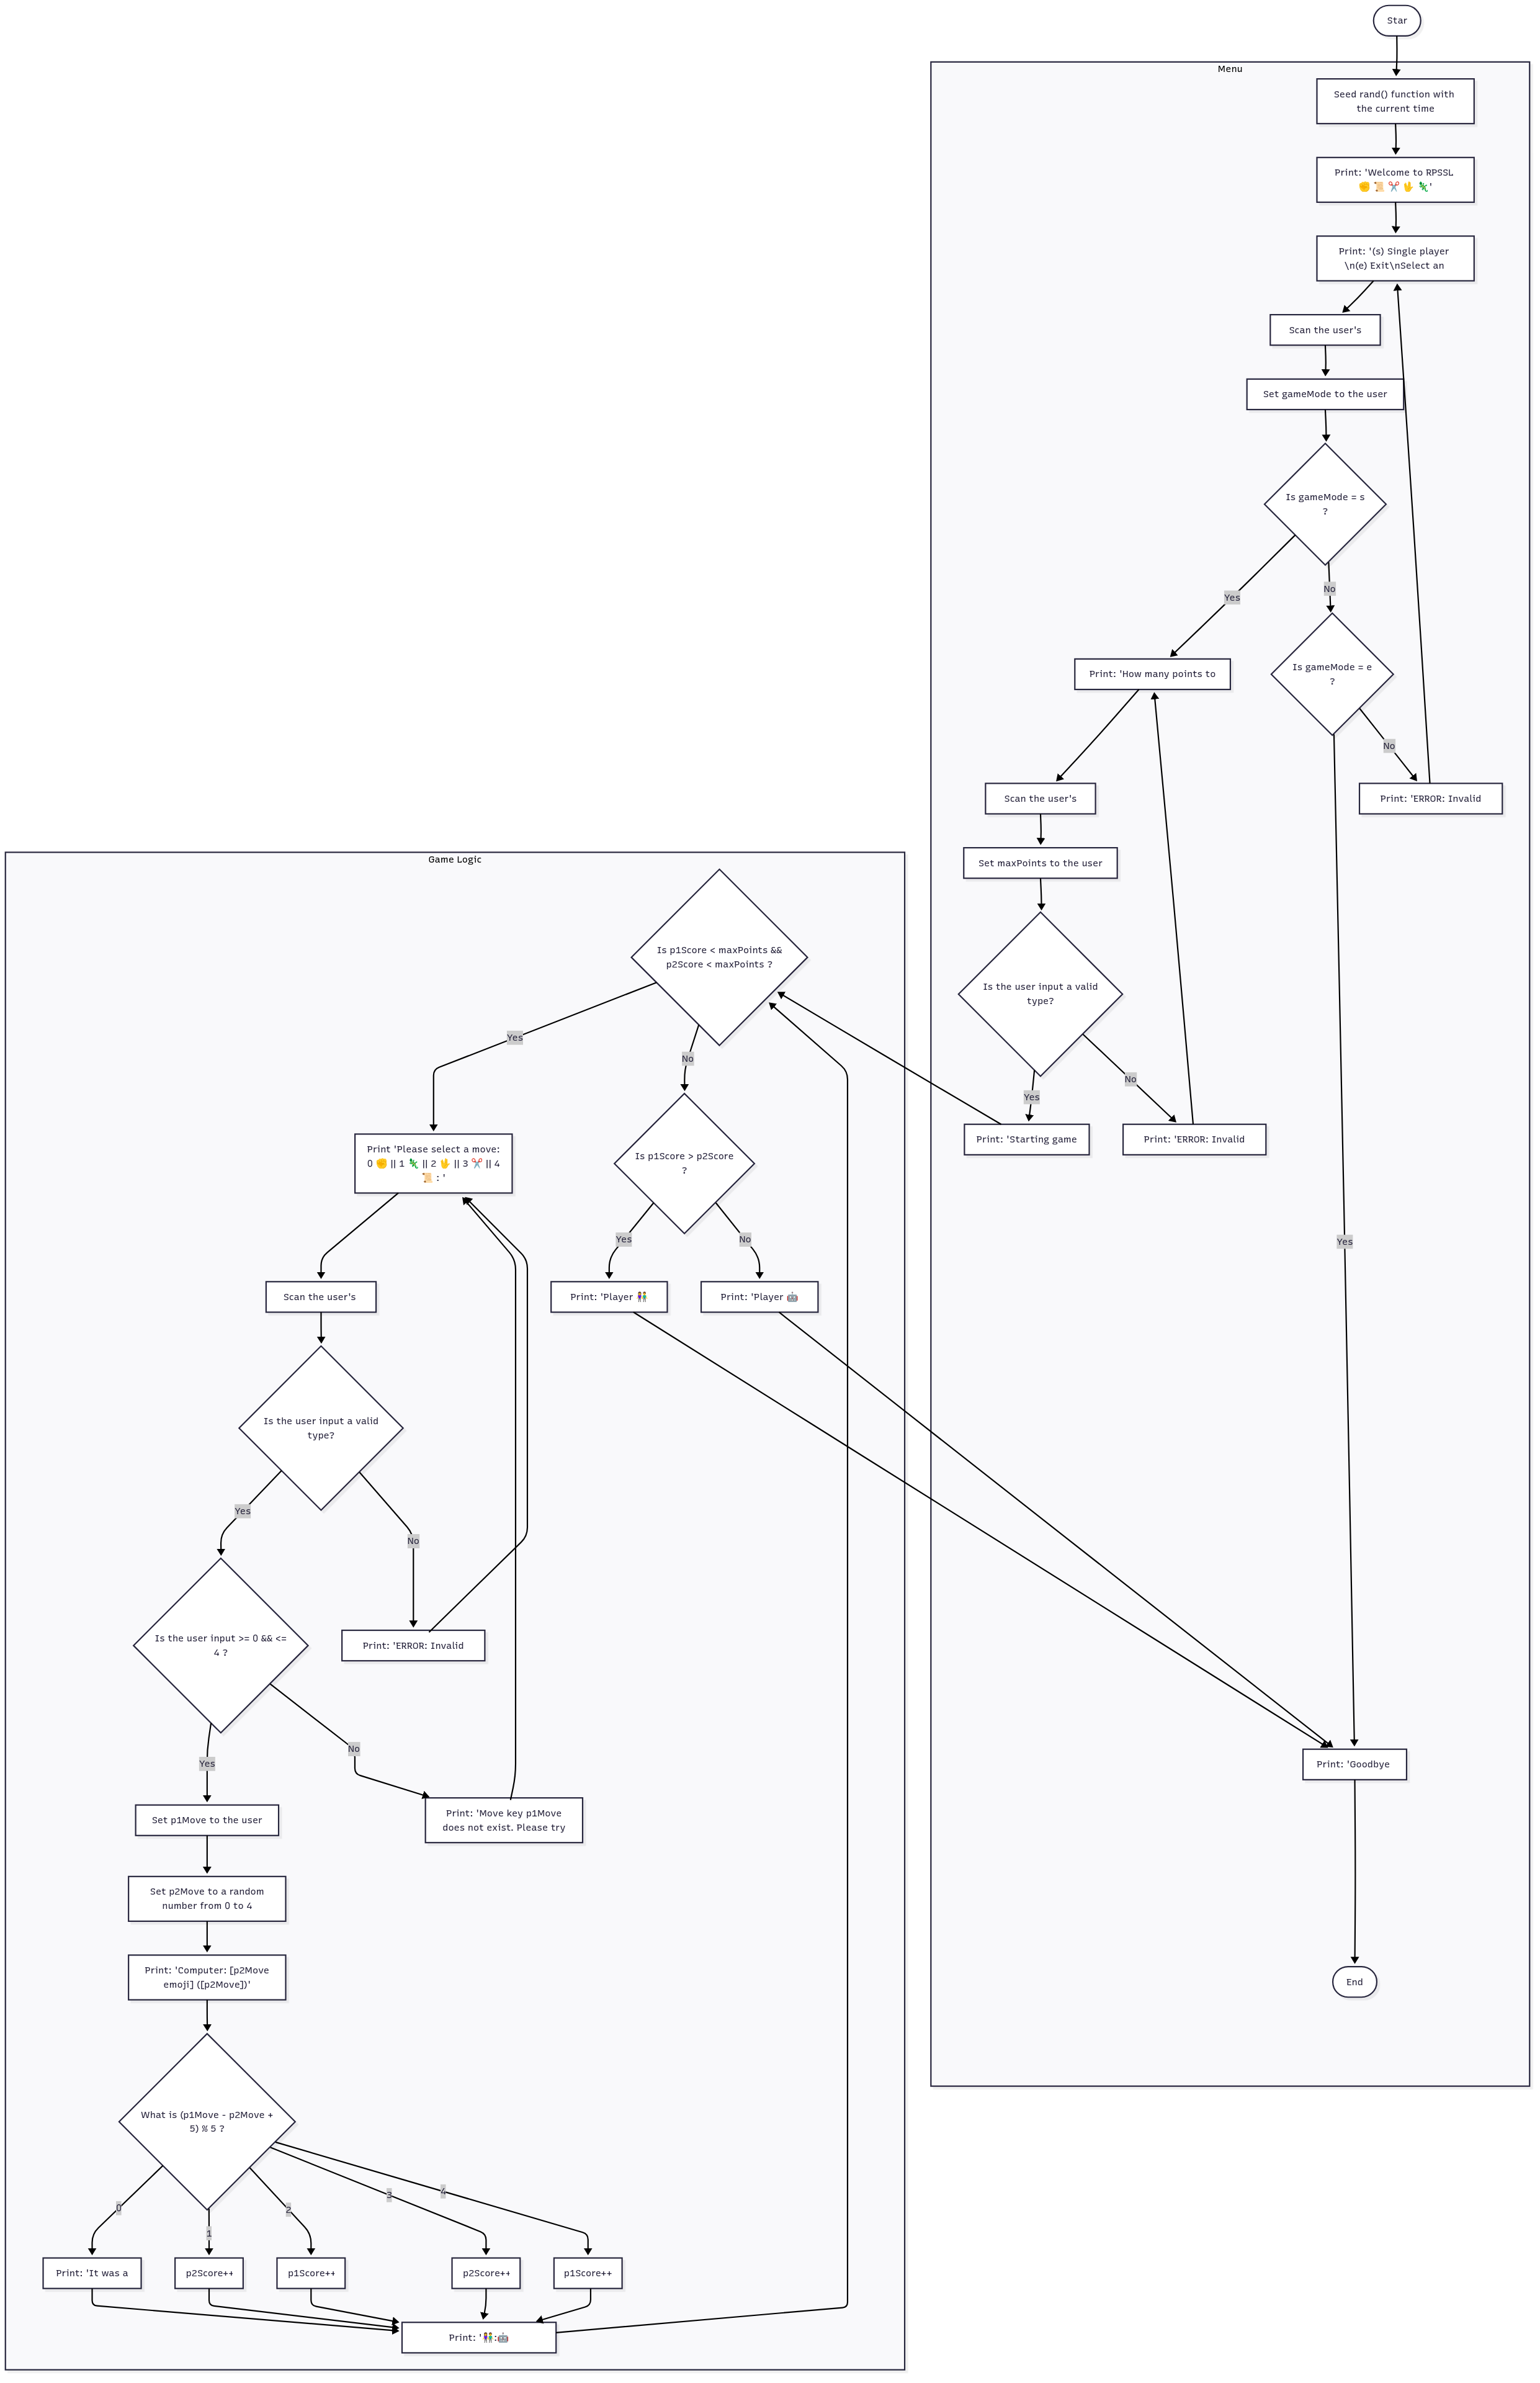 Star
Menu
Seed rand() function with
the current time
Print: 'Welcome to RPSSL
✊ 📜 ✂️ 🖖 🦎'
Print: '(s) Single player
\n(e) Exit\nSelect an
Scan the user's
Set gameMode to the user
Is gameMode = s
?
Yes
No
Print: 'How many points to
Is gameMode = e
?
No
Scan the user's
Print: 'ERROR: Invalid
Set maxPoints to the user
Is the user input a valid
type?
No
Yes
Print: 'Starting game
Print: 'ERROR: Invalid
Yes
Print: 'Goodbye
End
Game Logic
Is p1Score < maxPoints &&
p2Score < maxPoints ?
Yes
No
Print 'Please select a move:
0 ✊ || 1 🦎 || 2 🖖 || 3 ✂️ || 4
📜 : '
Is p1Score > p2Score
?
Yes
No
Scan the user's
Print: 'Player 👫
Print: 'Player 🤖
Is the user input a valid
type?
Yes
No
Is the user input >= 0 && <=
4 ?
Print: 'ERROR: Invalid
Yes
No
Set p1Move to the user
Print: 'Move key p1Move
does not exist. Please try
Set p2Move to a random
number from 0 to 4
Print: 'Computer: [p2Move
emoji] ([p2Move])'
What is (p1Move - p2Move +
5) % 5 ?
0
1
2
3
4
Print: 'It was a
p2Score++
p1Score++
p2Score++
p1Score++
Print: '👫:🤖